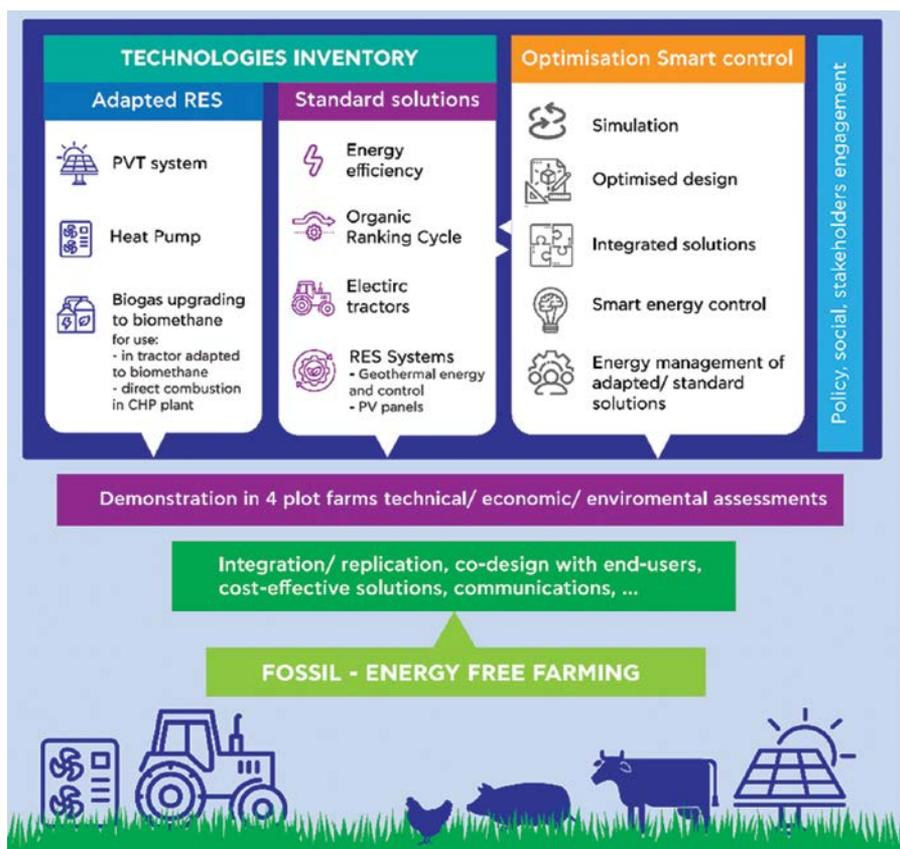 TECHNOLOGIES INVENTORY
Adapted RES
PVT system
Heat Pump
Biogas upgrading
to biomethane
for use:
- in tractor adapted
to biomethane
- direct combustion
in CHP plant
Standard solutions
Energy
efficiency
Organic
Ranking Cycle
Electirc
tractors
RES Systems
- Geothermal energy
and control
- PV panels
Optimisation Smart control
Simulation
Optimised design
Integrated solutions
Smart energy control
Energy management of
adapted/ standard
solutions
Policy, social, stakeholders engagement
Demonstration in 4 plot farms technical/ economic/ enviromental assessments
Integration/ replication, co-design with end-users,
cost-effective solutions, communications, ...
FOSSIL - ENERGY FREE FARMING